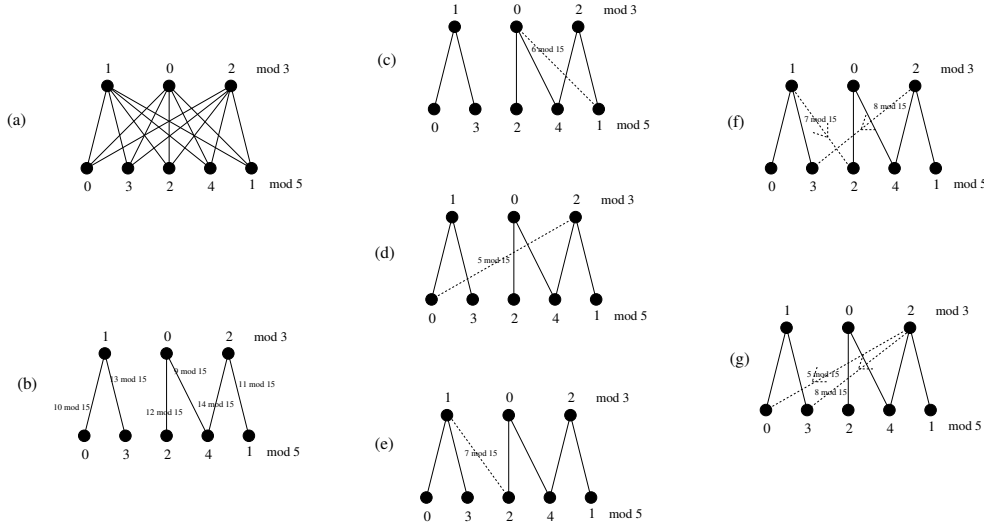 (a)
1 0 2 mod 3
0 3 2 4 1 mod 5
(b)
1 0 2 mod 3
13 mod 15 9 mod 15 11 mod 15
10 mod 15 12 mod 15 14 mod 15
0 3 2 4 1 mod 5
(c)
1 0 2 mod 3
6 mod 15
0 3 2 4 1 mod 5
(d)
1 0 2 mod 3
5 mod 15
0 3 2 4 1 mod 5
(e)
1 0 2 mod 3
7 mod 15
0 3 2 4 1 mod 5
(f)
1 0 2 mod 3
7 mod 15 8 mod 15
0 3 2 4 1 mod 5
(g)
1 0 2 mod 3
5 mod 15
8 mod 15
0 3 2 4 1 mod 5